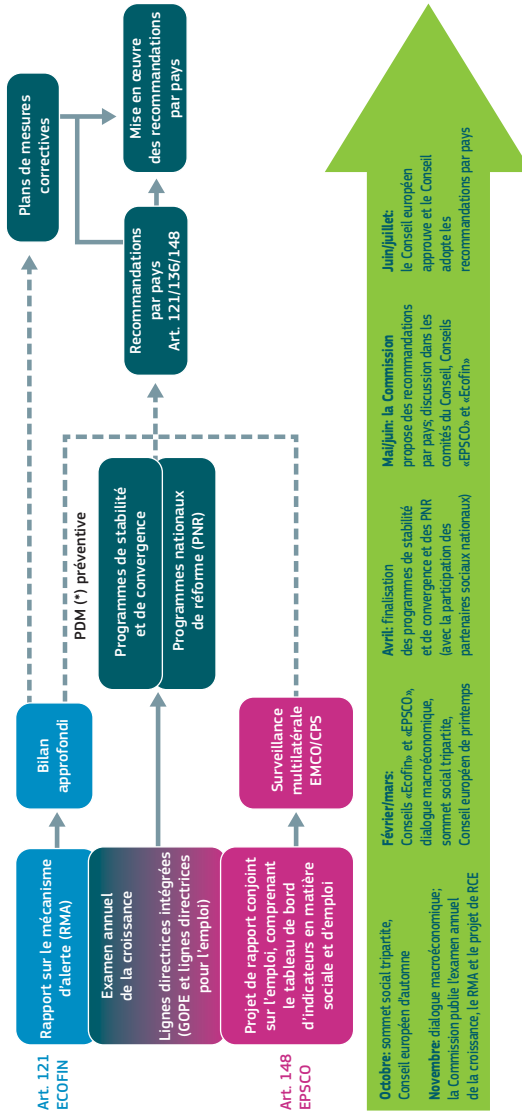 Art. 121
ECOFIN
Rapport sur le mécanisme
d'alerte (RMA)
Bilan
approfondi
Plans de mesures
correctives
PDM (*) préventive
Examen annuel
de la croissance
Lignes directrices intégrées
(GOPE et lignes directrices
pour l'emploi)
Programmes de stabilité
et de convergence
Programmes nationaux
de réforme (PNR)
Recommandations
par pays
Art. 121/136/148
Mise en œuvre
des recommandations
par pays
Art. 148
EPSCO
Projet de rapport conjoint
sur l'emploi, comprenant
le tableau de bord
d'indicateurs en matière
sociale et d'emploi
Surveillance
multilatérale
EMCO/CPS
Octobre: sommet social tripartite,
Conseil européen d'automne
Novembre: dialogue macroéconomique;
la Commission publie l'examen annuel
de la croissance, le RMA et le projet de RCE
Février/mars:
Conseils «Ecofin» et «EPSCO»,
dialogue macroéconomique,
sommet social tripartite,
Conseil européen de printemps
Avril: finalisation
des programmes de stabilité
et de convergence et des PNR
(avec la participation des
partenaires sociaux nationaux)
Mai/juin: la Commission
propose des recommandations
par pays; discussion dans les
comités du Conseil, Conseils
«EPSCO» et «Ecofin»
Juin/juillet:
le Conseil européen
approuve et le Conseil
adopte les
recommandations par pays